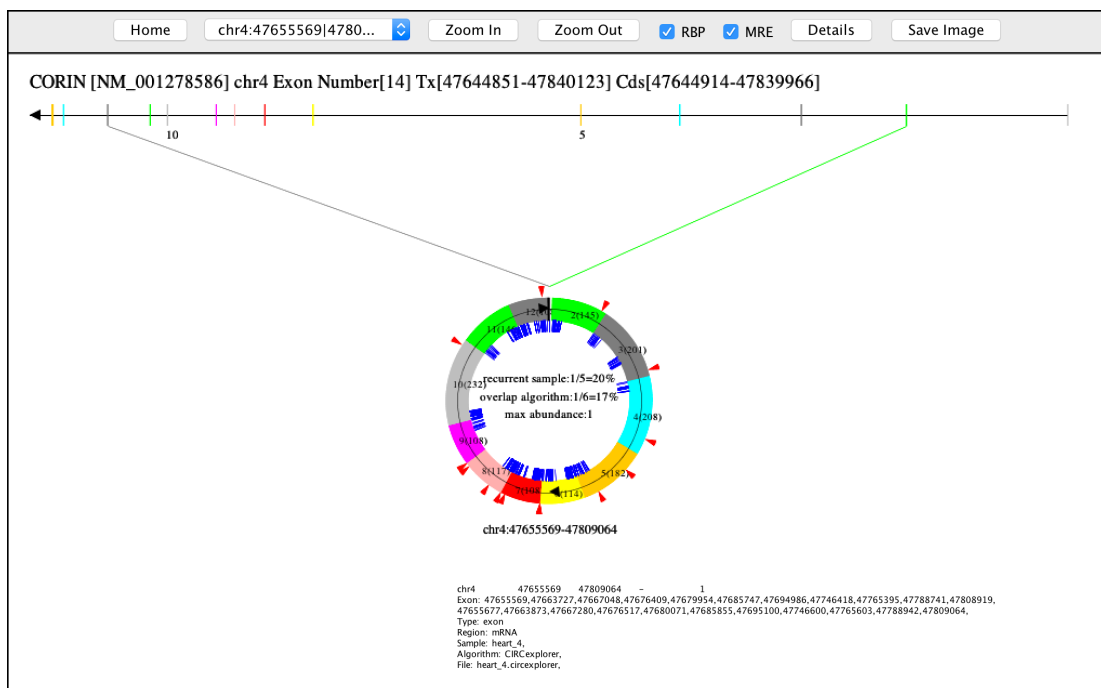 Home
chr4:47655569|4780...
Zoom In
Zoom Out
RBP
MRE
Details
Save Image
CORIN [NM_001278586] chr4 Exon Number[14] Tx[47644851-47840123] Cds[47644914-47839966]
10
5
2(145)
3(201)
4(208)
5(182)
8(117)
9(108)
10(232)
recurrent sample:1/5=20%
overlap algorithm:1/6=17%
max abundance:1
chr4:47655569-47809064
chr4 47655569 47809064 - 1
Exon: 47655569,47663727,47667048,47676409,47679954,47685747,47694986,47746418,47765395,47788741,47808919,
47655677,47663873,47667280,47676517,47680071,47685855,47695100,47746600,47765603,47788942,47809064,
Type: exon
Region: mRNA
Sample: heart_4,
Algorithm: CIRCexplorer,
File: heart_4.circexplorer,